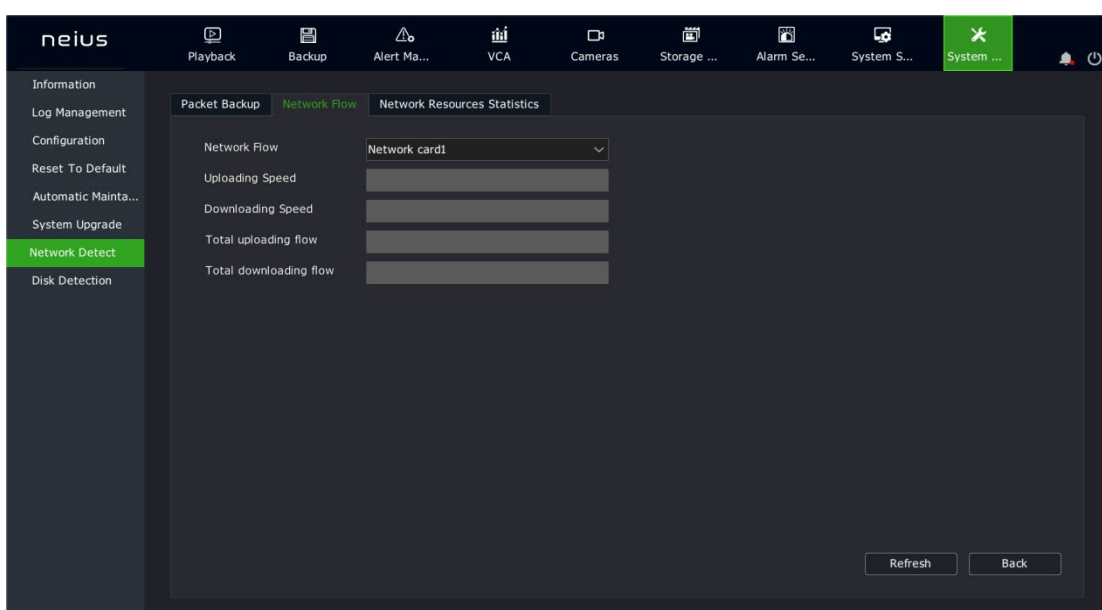 neius
Playback
Backup
Alert Ma...
VCA
Cameras
Storage ...
Alarm Se...
System S...
System ...
Information
Log Management
Configuration
Reset To Default
Automatic Mainta...
System Upgrade
Network Detect
Disk Detection
Packet Backup
Network Flow
Network Resources Statistics
Network Flow
Network card1
Uploading Speed
Downloading Speed
Total uploading flow
Total downloading flow
Refresh
Back